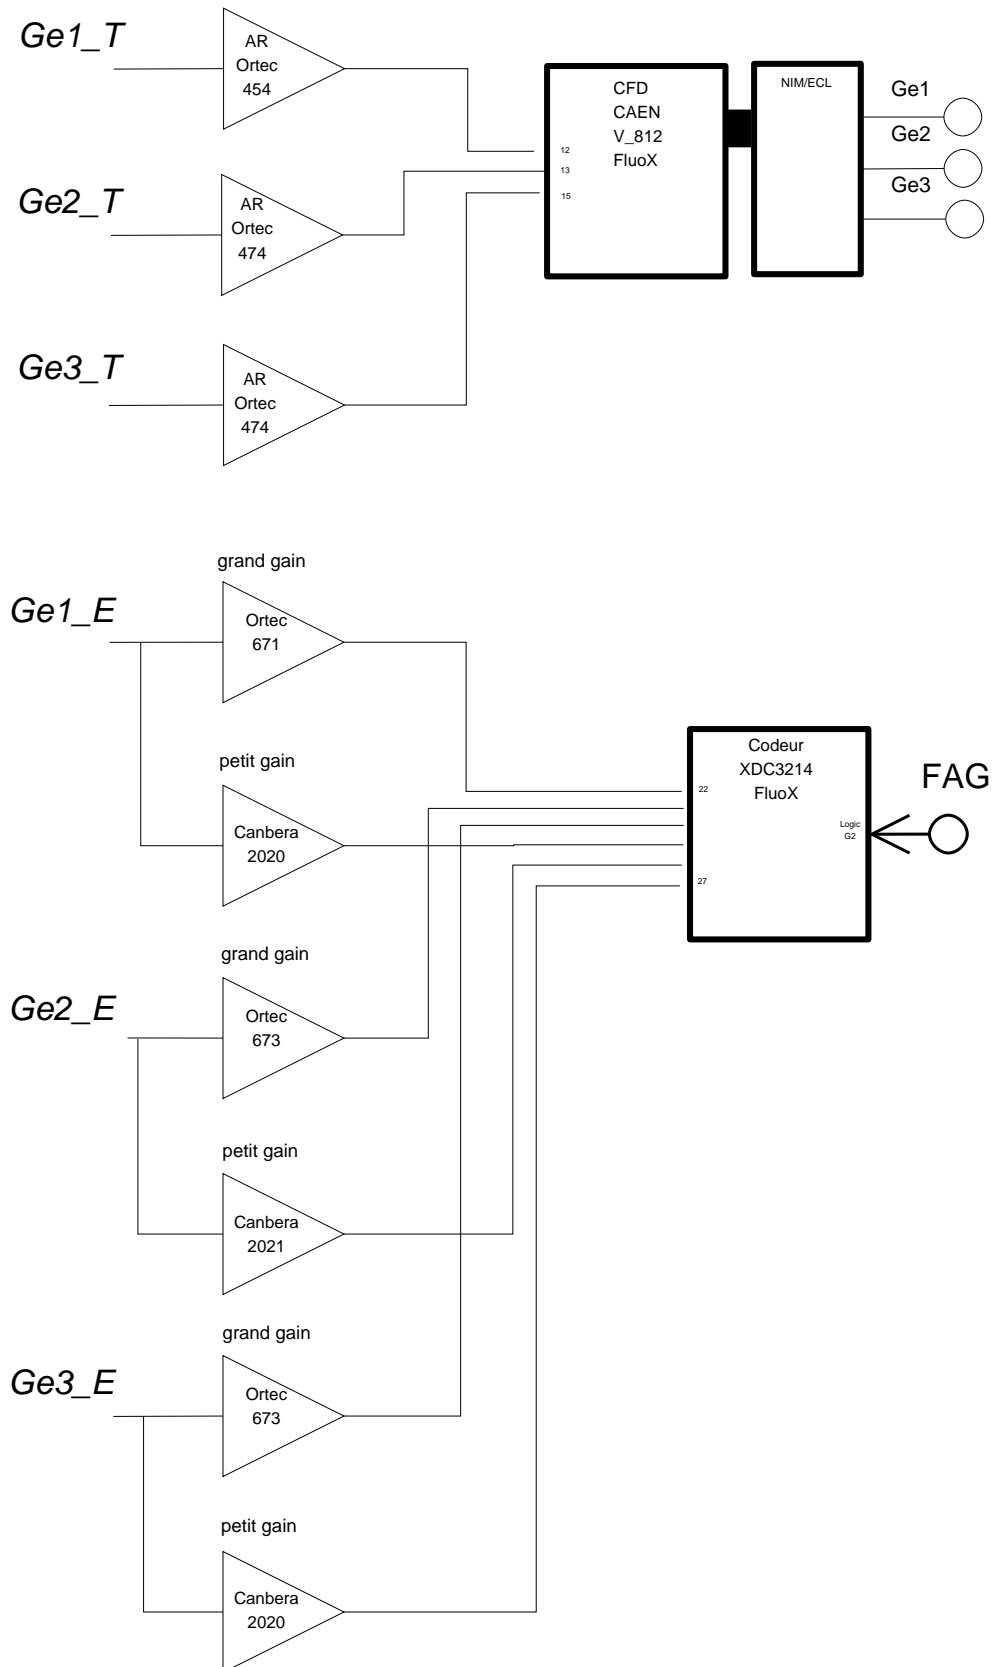 Ge1_T
AR
Ortec
454
Ge2_T
AR
Ortec
474
Ge3_T
AR
Ortec
474
CFD
CAEN
V_812
FluoX
12
13
15
NIM/ECL
Ge1
Ge2
Ge3
grand gain
Ge1_E
Ortec
671
petit gain
Canbera
2020
grand gain
Ge2_E
Ortec
673
petit gain
Canbera
2021
grand gain
Ge3_E
Ortec
673
petit gain
Canbera
2020
Codeur
XDC3214
FluoX
22
27
Logic
G2
FAG